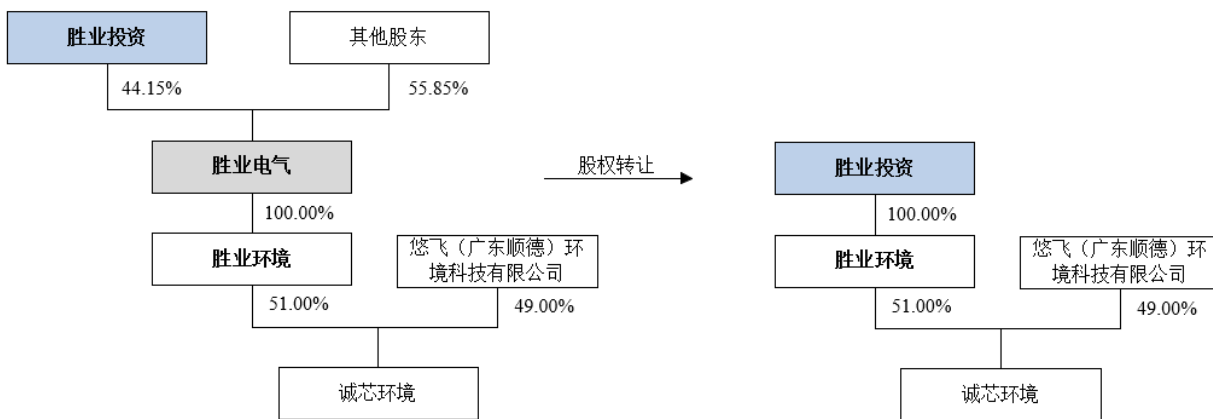 胜业投资
其他股东
44.15%
55.85%
胜业电气
100.00%
胜业环境
悠飞（广东顺德）环
境科技有限公司
51.00%
49.00%
诚芯环境
股权转让
胜业投资
100.00%
胜业环境
悠飞（广东顺德）环
境科技有限公司
51.00%
49.00%
诚芯环境